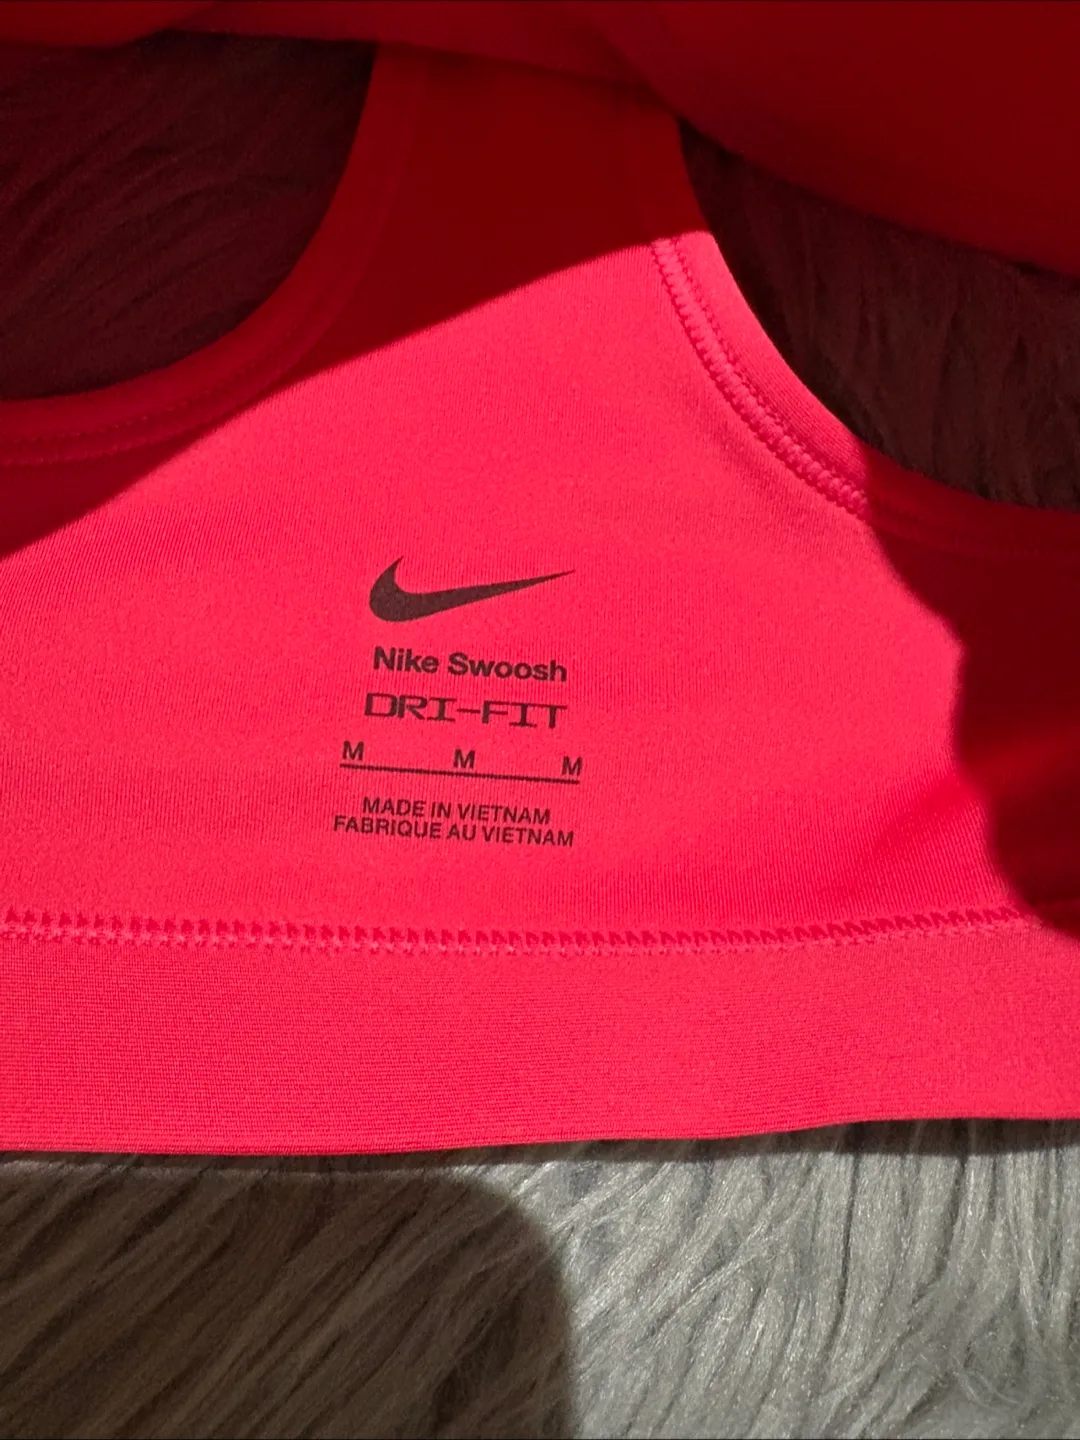 Nike Swoosh
DRI-FIT
M M M
MADE IN VIETNAM
FABRIQUE AU VIETNAM